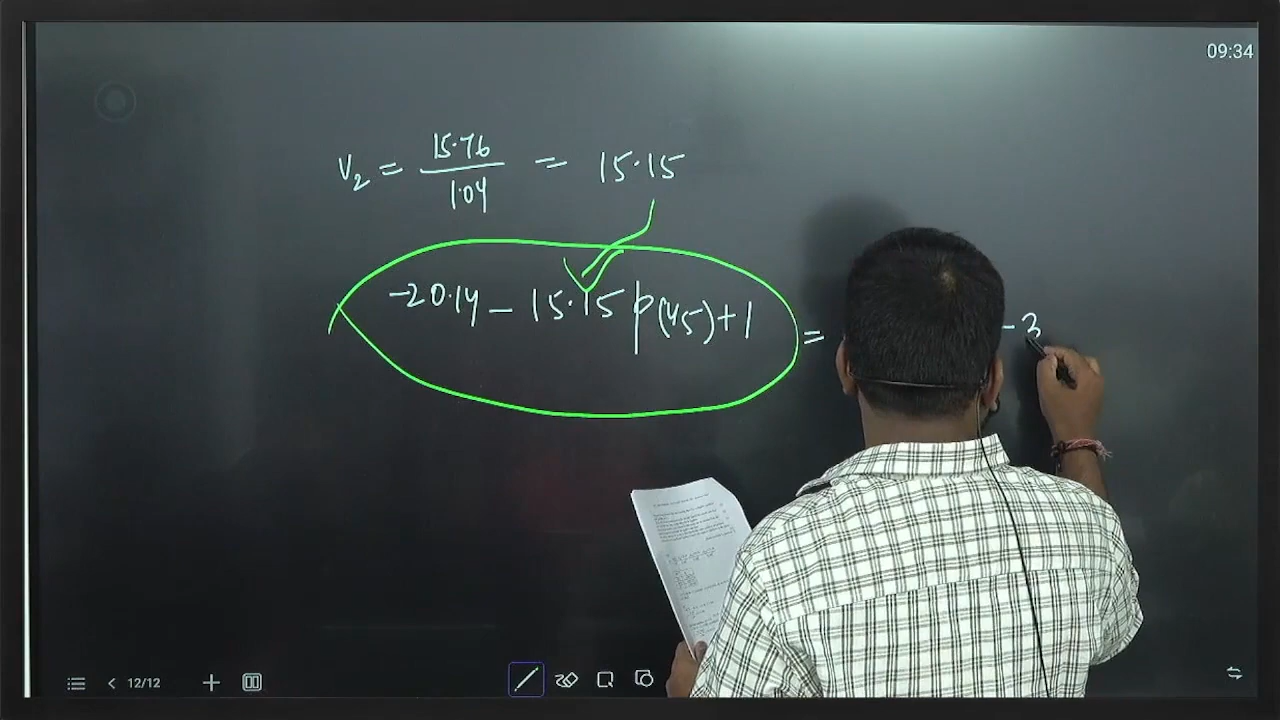 09:34
V2 = 15.76 / 1.04 = 15.15
-20.14 - 15.15 p(45)+1 = - 3
12/12